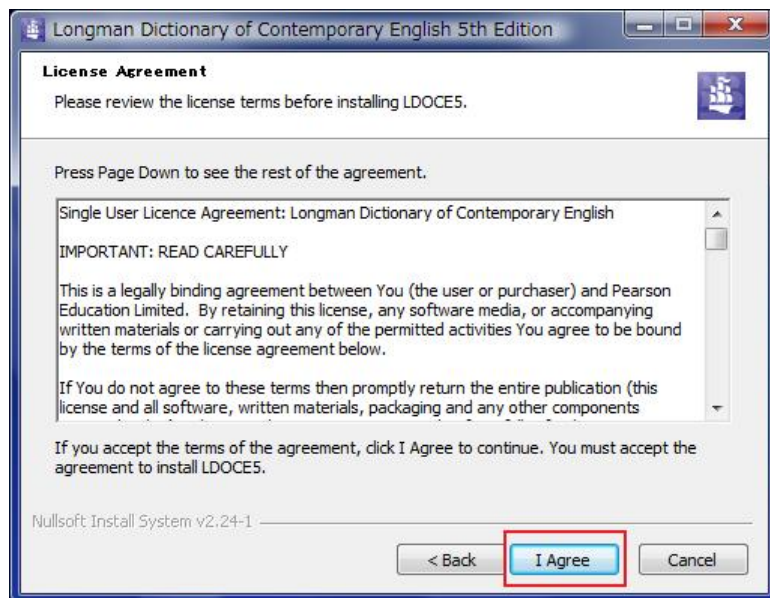 Longman Dictionary of Contemporary English 5th Edition
License Agreement
Please review the license terms before installing LDOCE5.
Press Page Down to see the rest of the agreement.
Single User Licence Agreement: Longman Dictionary of Contemporary English
IMPORTANT: READ CAREFULLY
This is a legally binding agreement between You (the user or purchaser) and Pearson
Education Limited. By retaining this license, any software media, or accompanying
written materials or carrying out any of the permitted activities You agree to be bound
by the terms of the license agreement below.
If You do not agree to these terms then promptly return the entire publication (this
license and all software, written materials, packaging and any other components
If you accept the terms of the agreement, click I Agree to continue. You must accept the
agreement to install LDOCE5.
Nullsoft Install System v2.24-1
< Back
I Agree
Cancel